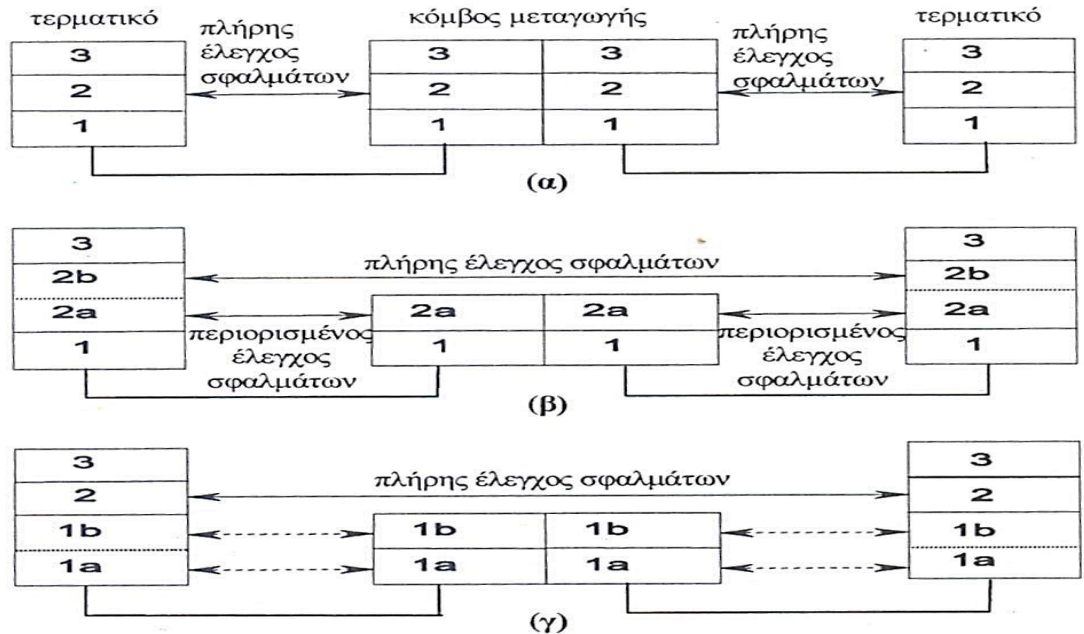 τερματικό
κόμβος μεταγωγής
τερματικό
πλήρης
έλεγχος
σφαλμάτων
πλήρης
έλεγχος
σφαλμάτων
3
3 3
3
2
2 2
2
1
1 1
1
(α)
3
3
πλήρης έλεγχος σφαλμάτων
2b
2b
2a
2a 2a
2a
περιορισμένος
έλεγχος
σφαλμάτων
περιορισμένος
έλεγχος
σφαλμάτων
1
1 1
1
(β)
3
3
πλήρης έλεγχος σφαλμάτων
2
2
1b
1b 1b
1b
1a
1a 1a
1a
(γ)